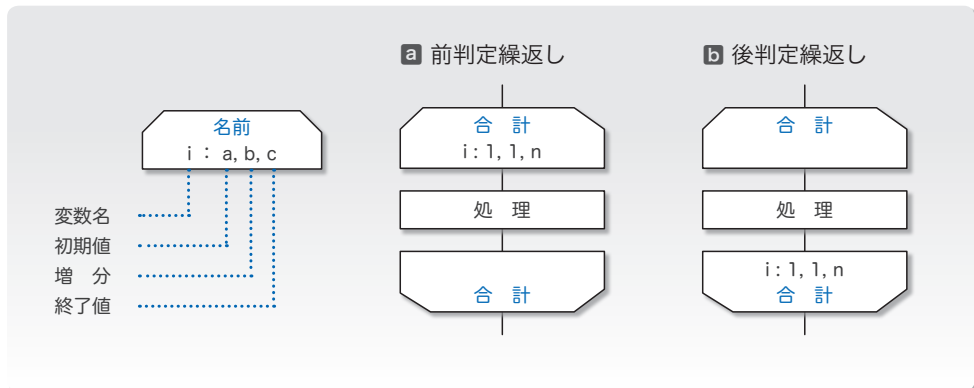 a 前判定繰返し
b 後判定繰返し
名前
i : a, b, c
変数名
初期値
増 分
終了値
合 計
i : 1, 1, n
処 理
合 計
合 計
処 理
i : 1, 1, n
合 計